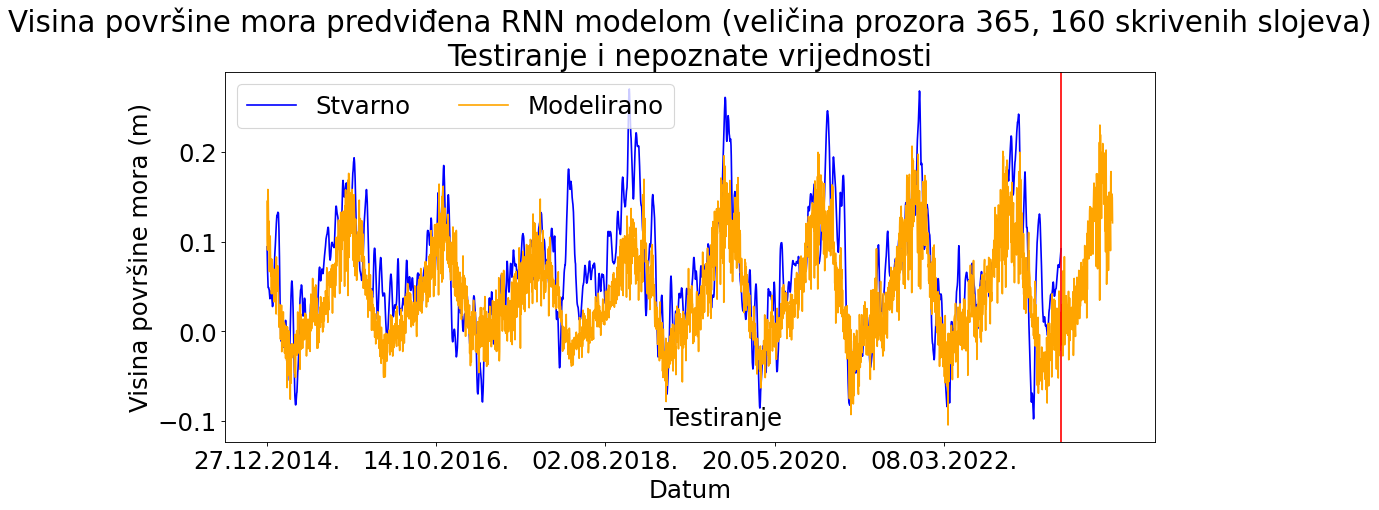 Visina površine mora predviđena RNN modelom (veličina prozora 365, 160 skrivenih slojeva)
Testiranje i nepoznate vrijednosti
Stvarno
Modelirano
Visina površine mora (m)
0.2
0.1
0.0
−0.1
Testiranje
27.12.2014.
14.10.2016.
02.08.2018.
20.05.2020.
08.03.2022.
Datum